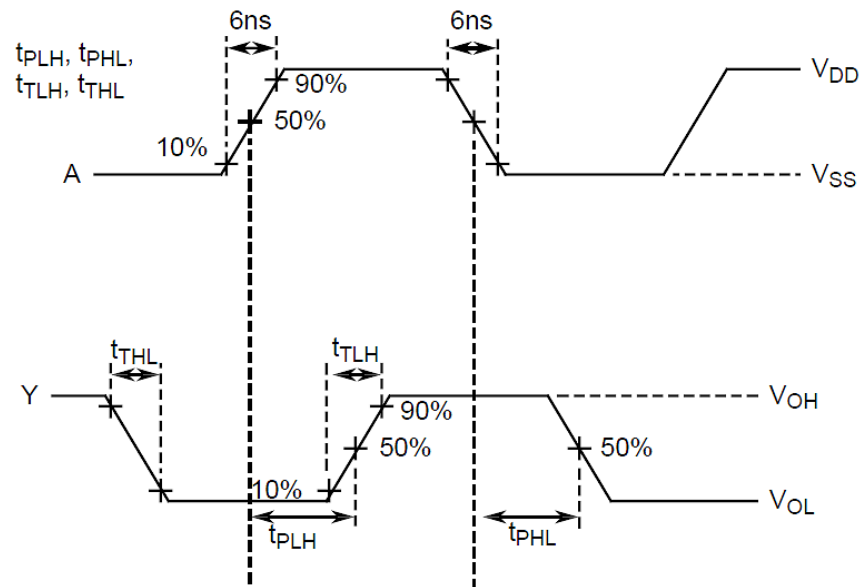 6ns
6ns
tPLH, tPHL,
tTLH, tTHL
90%
VDD
50%
10%
A
VSS
tTHL
tTLH
Y
90%
VOH
50%
50%
10%
VOL
tPLH
tPHL